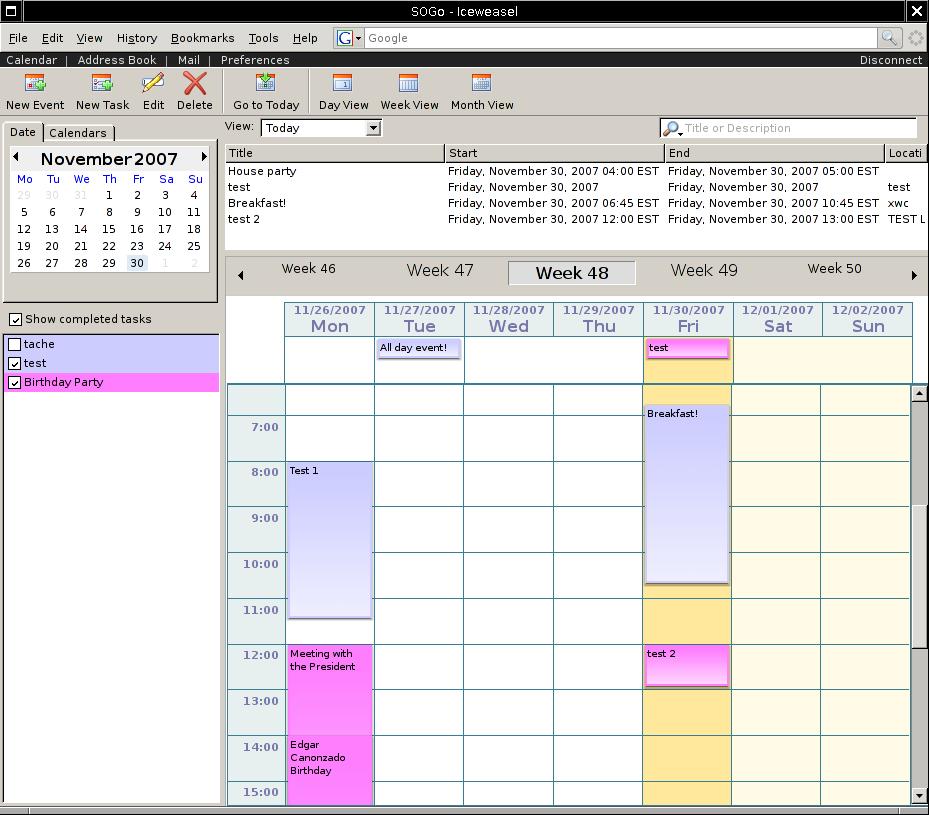 SOGo - Iceweasel
File Edit View History Bookmarks Tools Help G Google
Calendar | Address Book | Mail | Preferences Disconnect
New Event New Task Edit Delete Go to Today Day View Week View Month View
Date Calendars
View: Today Title or Description
November 2007
Mo Tu We Th Fr Sa Su
29 30 31 1 2 3 4
5 6 7 8 9 10 11
12 13 14 15 16 17 18
19 20 21 22 23 24 25
26 27 28 29 30 1 2
Show completed tasks
tache
test
Birthday Party
Title Start End Locati
House party Friday, November 30, 2007 04:00 EST Friday, November 30, 2007 05:00 EST
test Friday, November 30, 2007 Friday, November 30, 2007 test
Breakfast! Friday, November 30, 2007 06:45 EST Friday, November 30, 2007 10:45 EST xwc
test 2 Friday, November 30, 2007 12:00 EST Friday, November 30, 2007 13:00 EST TEST L
Week 46 Week 47 Week 48 Week 49 Week 50
11/26/2007 11/27/2007 11/28/2007 11/29/2007 11/30/2007 12/01/2007 12/02/2007
Mon Tue Wed Thu Fri Sat Sun
All day event! test
Breakfast!
7:00
Test 1
8:00
9:00
10:00
11:00
12:00
Meeting with
the President
test 2
13:00
14:00
Edgar
Canonzado
Birthday
15:00